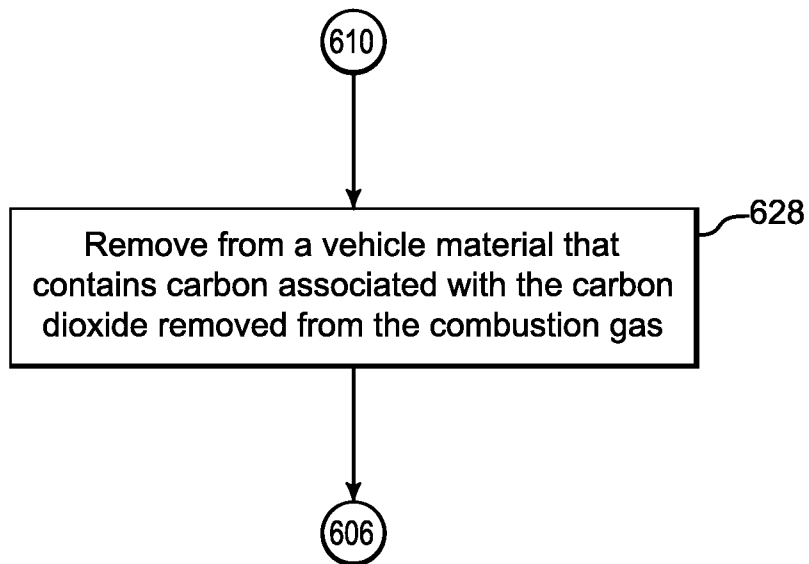 610
628
Remove from a vehicle material that
contains carbon associated with the carbon
dioxide removed from the combustion gas
606